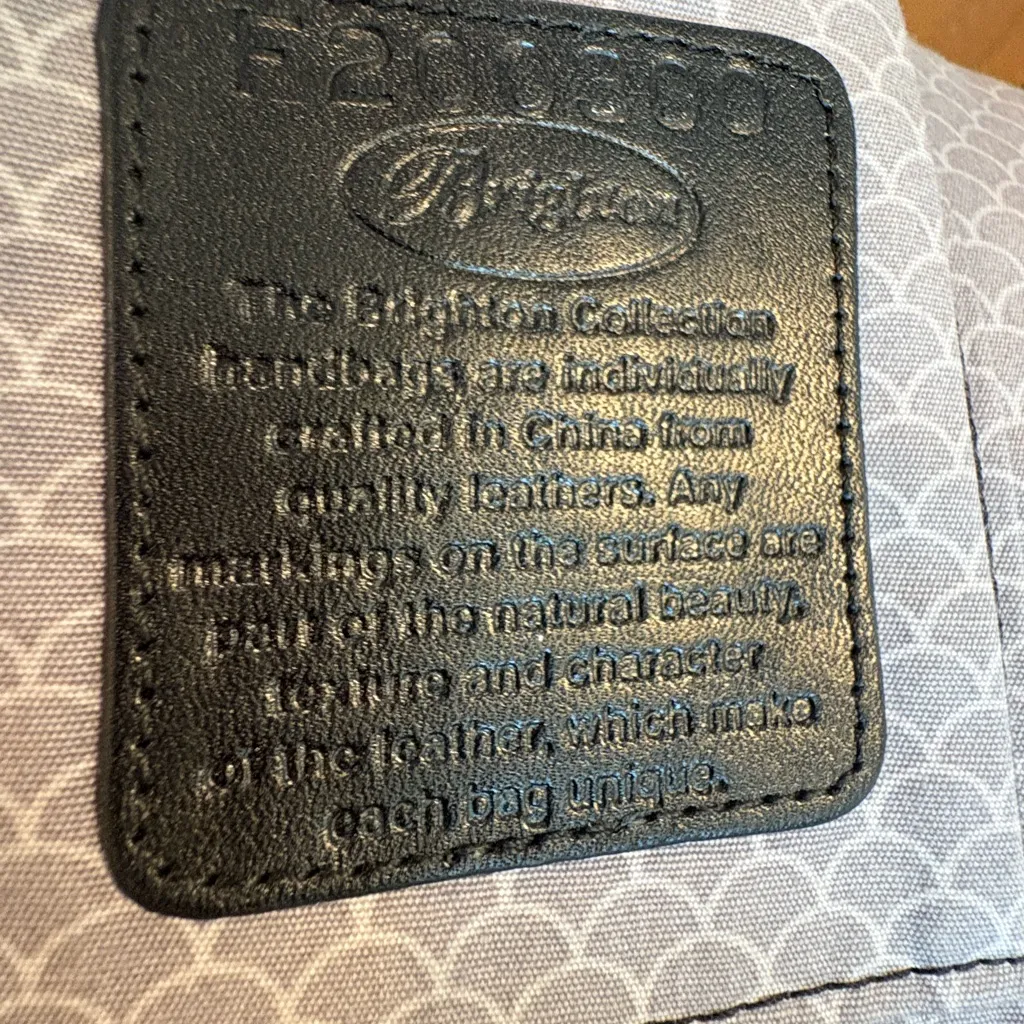 Brighton
The Brighton Collection
handbags are individually
crafted in China from
quality leathers. Any
markings on the surface are
part of the natural beauty,
texture and character
of the leather, which make
each bag unique.